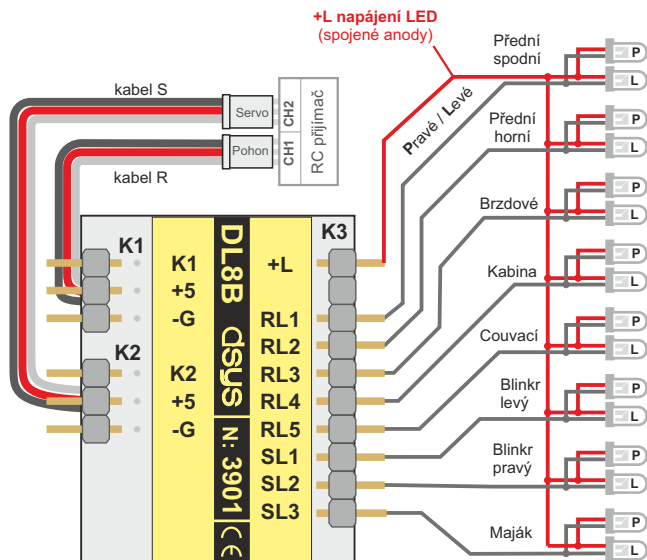 +L napájení LED
(spojené anody)
Přední
spodní
P
L
kabel S
Servo
CH2
Pohon
CH1
RC přijímač
kabel R
Pravé / Levé
Přední
horní
P
L
Brzdové
P
L
Kabina
P
L
Couvací
P
L
Blinkr
levý
P
L
Blinkr
pravý
P
L
Maják
P
L
K1
K1
+5
-G
K2
K2
+5
-G
DL8B dsys N: 3901 CE
K3
+L
RL1
RL2
RL3
RL4
RL5
SL1
SL2
SL3